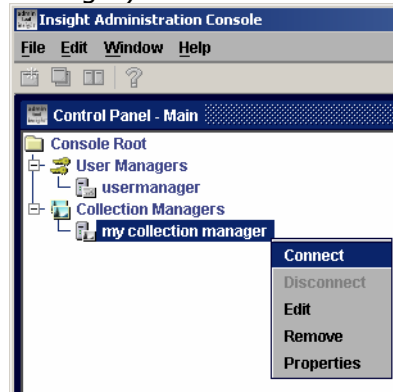 Insight Administration Console
File Edit Window Help
Control Panel - Main
Console Root
User Managers
usermanager
Collection Managers
my collection manager
Connect
Disconnect
Edit
Remove
Properties